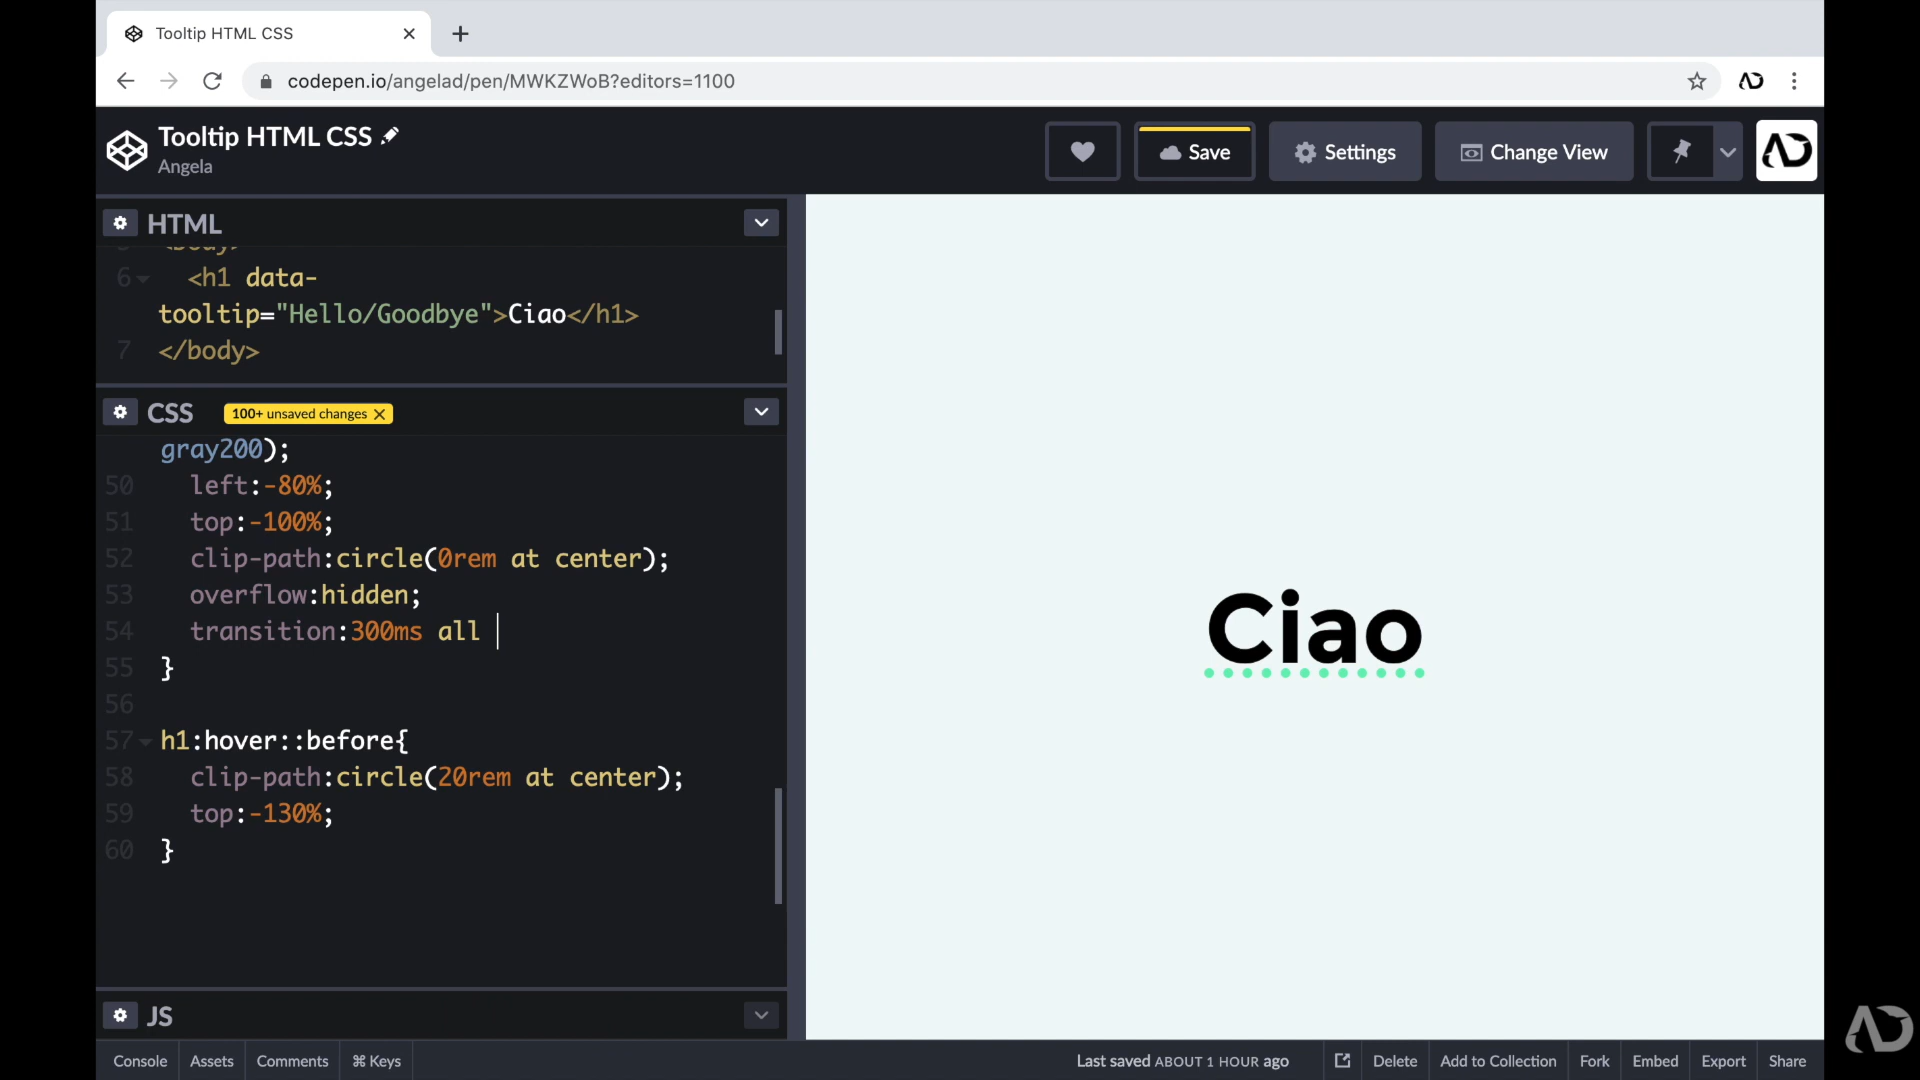 Tooltip HTML CSS
codepen.io/angelad/pen/MWKZWoB?editors=1100
Tooltip HTML CSS
Angela
Save
Settings
Change View
HTML
5 <body>
6 <h1 data-
tooltip="Hello/Goodbye">Ciao</h1>
7 </body>
CSS 100+ unsaved changes
gray200);
50 left:-80%;
51 top:-100%;
52 clip-path:circle(0rem at center);
53 overflow:hidden;
54 transition:300ms all
55 }
56
57 h1:hover::before{
58 clip-path:circle(20rem at center);
59 top:-130%;
60 }
Ciao
JS
Console Assets Comments ⌘ Keys Last saved ABOUT 1 HOUR ago Delete Add to Collection Fork Embed Export Share